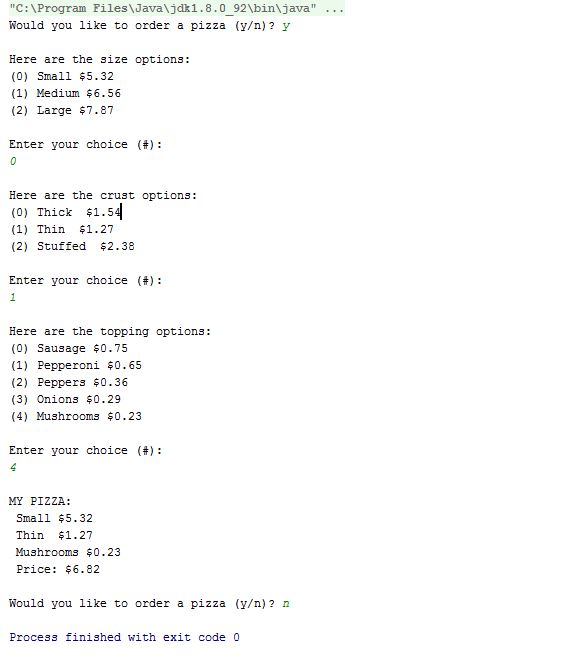 "C:\Program Files\Java\jdk1.8.0_92\bin\java" ...
Would you like to order a pizza (y/n)? y
Here are the size options:
(0) Small $5.32
(1) Medium $6.56
(2) Large $7.87
Enter your choice (#):
0
Here are the crust options:
(0) Thick  $1.54
(1) Thin  $1.27
(2) Stuffed  $2.38
Enter your choice (#):
1
Here are the topping options:
(0) Sausage $0.75
(1) Pepperoni $0.65
(2) Peppers $0.36
(3) Onions $0.29
(4) Mushrooms $0.23
Enter your choice (#):
4
MY PIZZA:
Small $5.32
Thin  $1.27
Mushrooms $0.23
Price: $6.82
Would you like to order a pizza (y/n)? n
Process finished with exit code 0